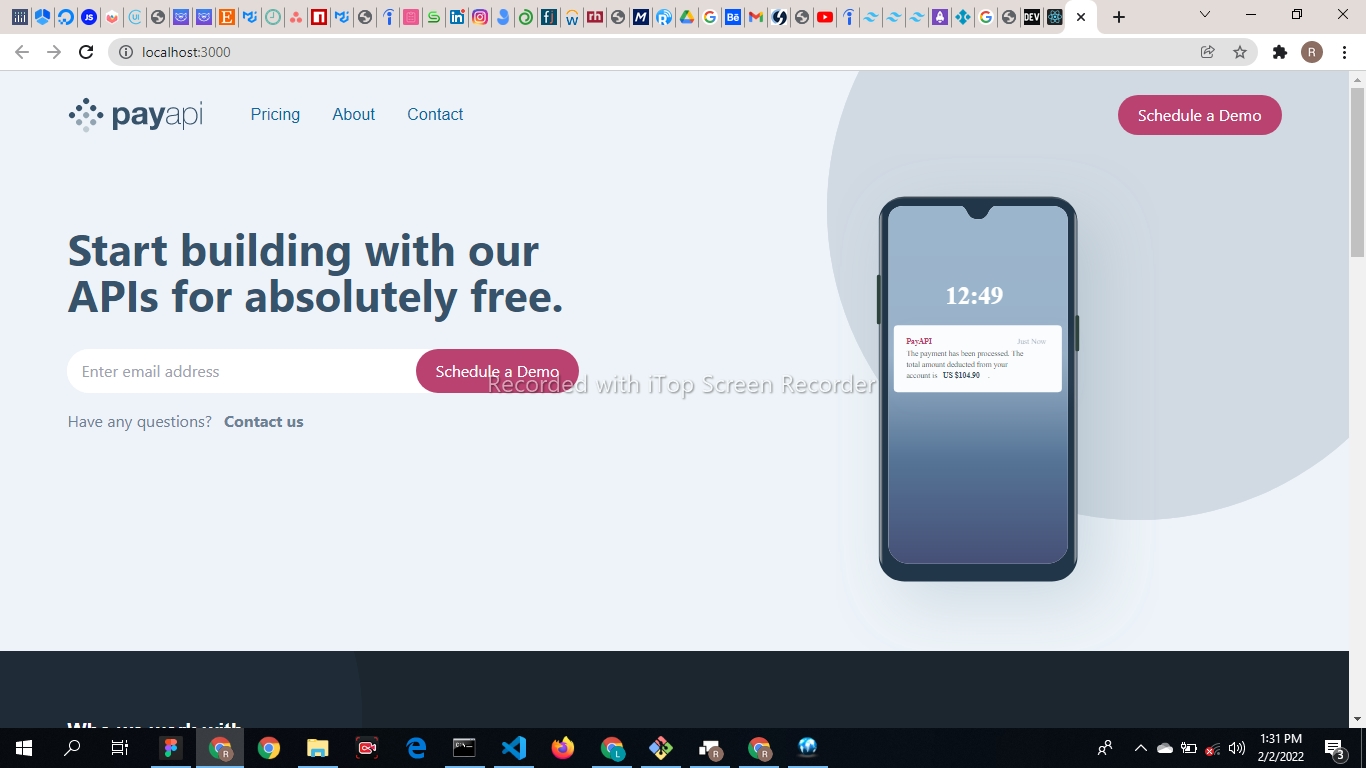 localhost:3000
R
payapi
Pricing
About
Contact
Schedule a Demo
Start building with our
APIs for absolutely free.
Enter email address
Schedule a Demo
Have any questions? Contact us
12:49
PayAPI
Just Now
The payment has been processed. The
total amount deducted from your
account is US $104.90
Recorded with iTop Screen Recorder
Who we work with
1:31 PM
2/2/2022
3